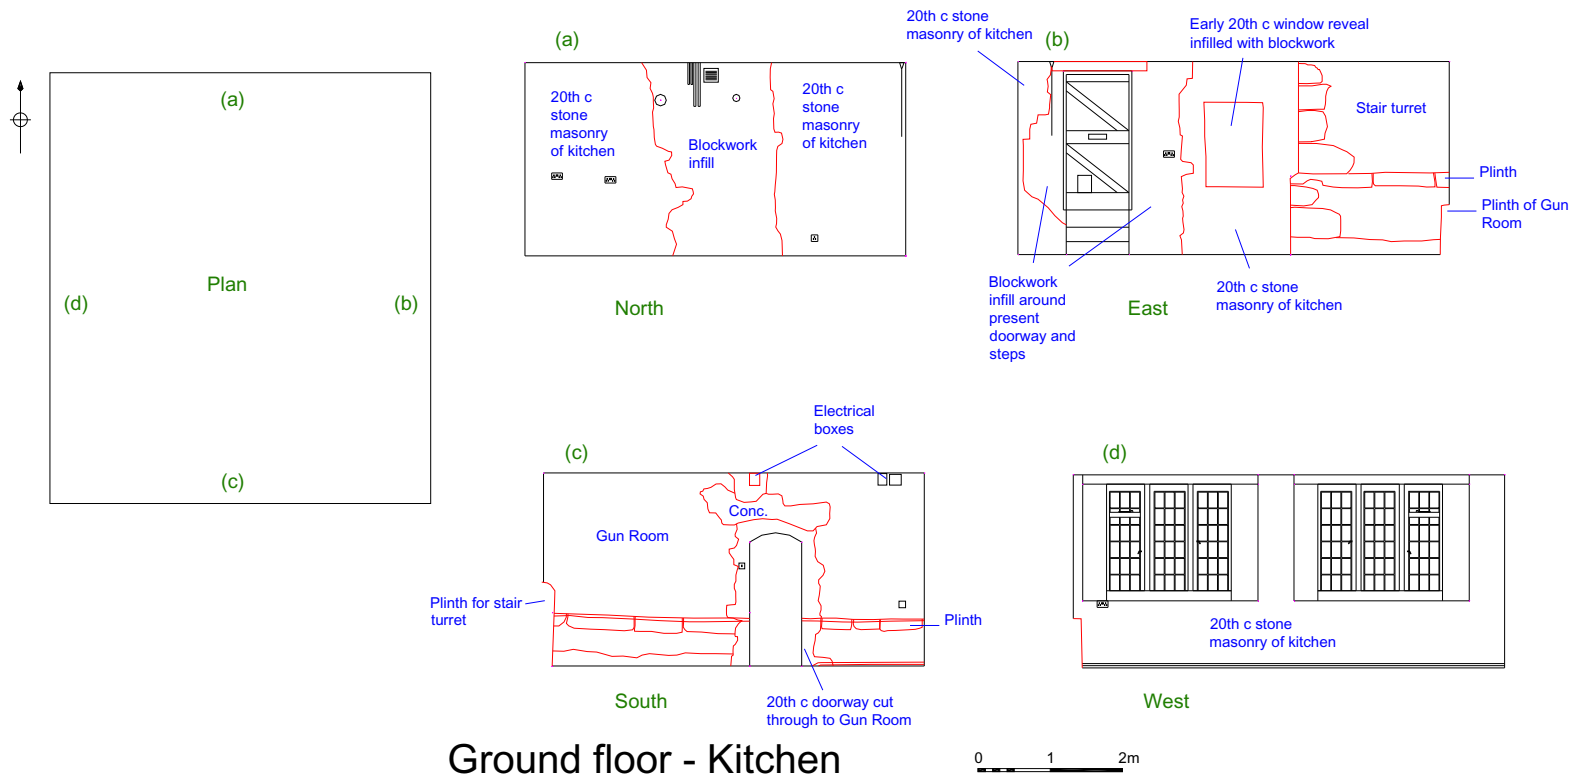 (a)
Plan
(d)
(b)
(c)
(a)
20th c
stone
masonry
of kitchen
Blockwork
infill
20th c
stone
masonry
of kitchen
North
20th c stone
masonry of kitchen
(b)
Early 20th c window reveal
infilled with blockwork
Stair turret
Plinth
Plinth of Gun
Room
Blockwork
infill around
present
doorway and
steps
East
20th c stone
masonry of kitchen
(c)
Electrical
boxes
Conc.
Gun Room
Plinth for stair
turret
Plinth
South
20th c doorway cut
through to Gun Room
(d)
20th c stone
masonry of kitchen
West
Ground floor - Kitchen
0 1 2m